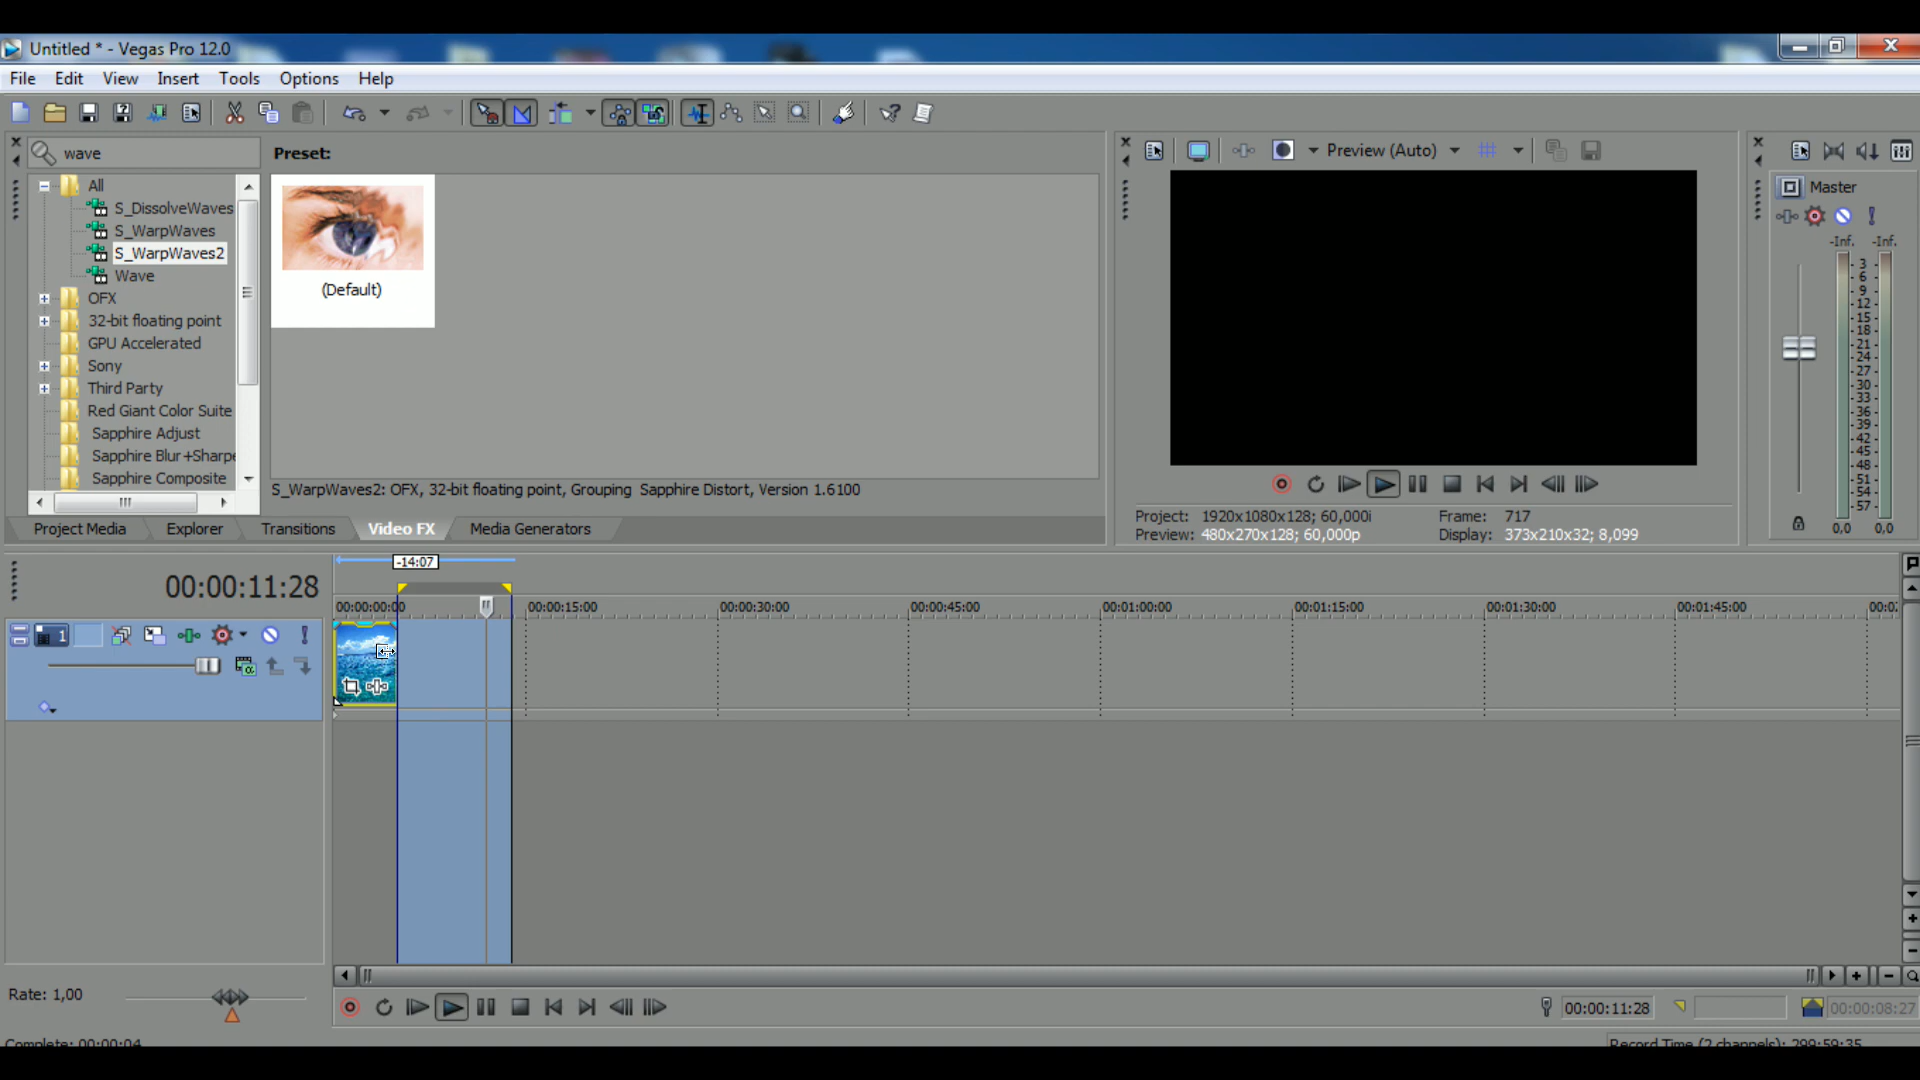 Untitled * - Vegas Pro 12.0
File Edit View Insert Tools Options Help
wave
Preset:
Preview (Auto)
All
S_DissolveWaves
S_WarpWaves
S_WarpWaves2
Wave
OFX
32-bit floating point
GPU Accelerated
Sony
Third Party
Red Giant Color Suite
Sapphire Adjust
Sapphire Blur+Sharpe
Sapphire Composite
(Default)
S_WarpWaves2: OFX, 32-bit floating point, Grouping Sapphire Distort, Version 1.6100
Project Media Explorer Transitions Video FX Media Generators
Project: 1920x1080x128; 60,000i
Frame: 717
Preview: 480x270x128; 60,000p
Display: 373x210x32; 8,099
Master
-Inf. -Inf.
3
6
9
12
15
18
21
24
27
30
33
36
39
42
45
48
51
54
57
0,0 0,0
-14:07
00:00:11:28
00:00:00:00 00:00:15:00 00:00:30:00 00:00:45:00 00:01:00:00 00:01:15:00 00:01:30:00 00:01:45:00 00:0
1
Rate: 1,00
00:00:11:28
00:00:08:27
Complete: 00:00:04
Record Time (2 channels): 299:59:35